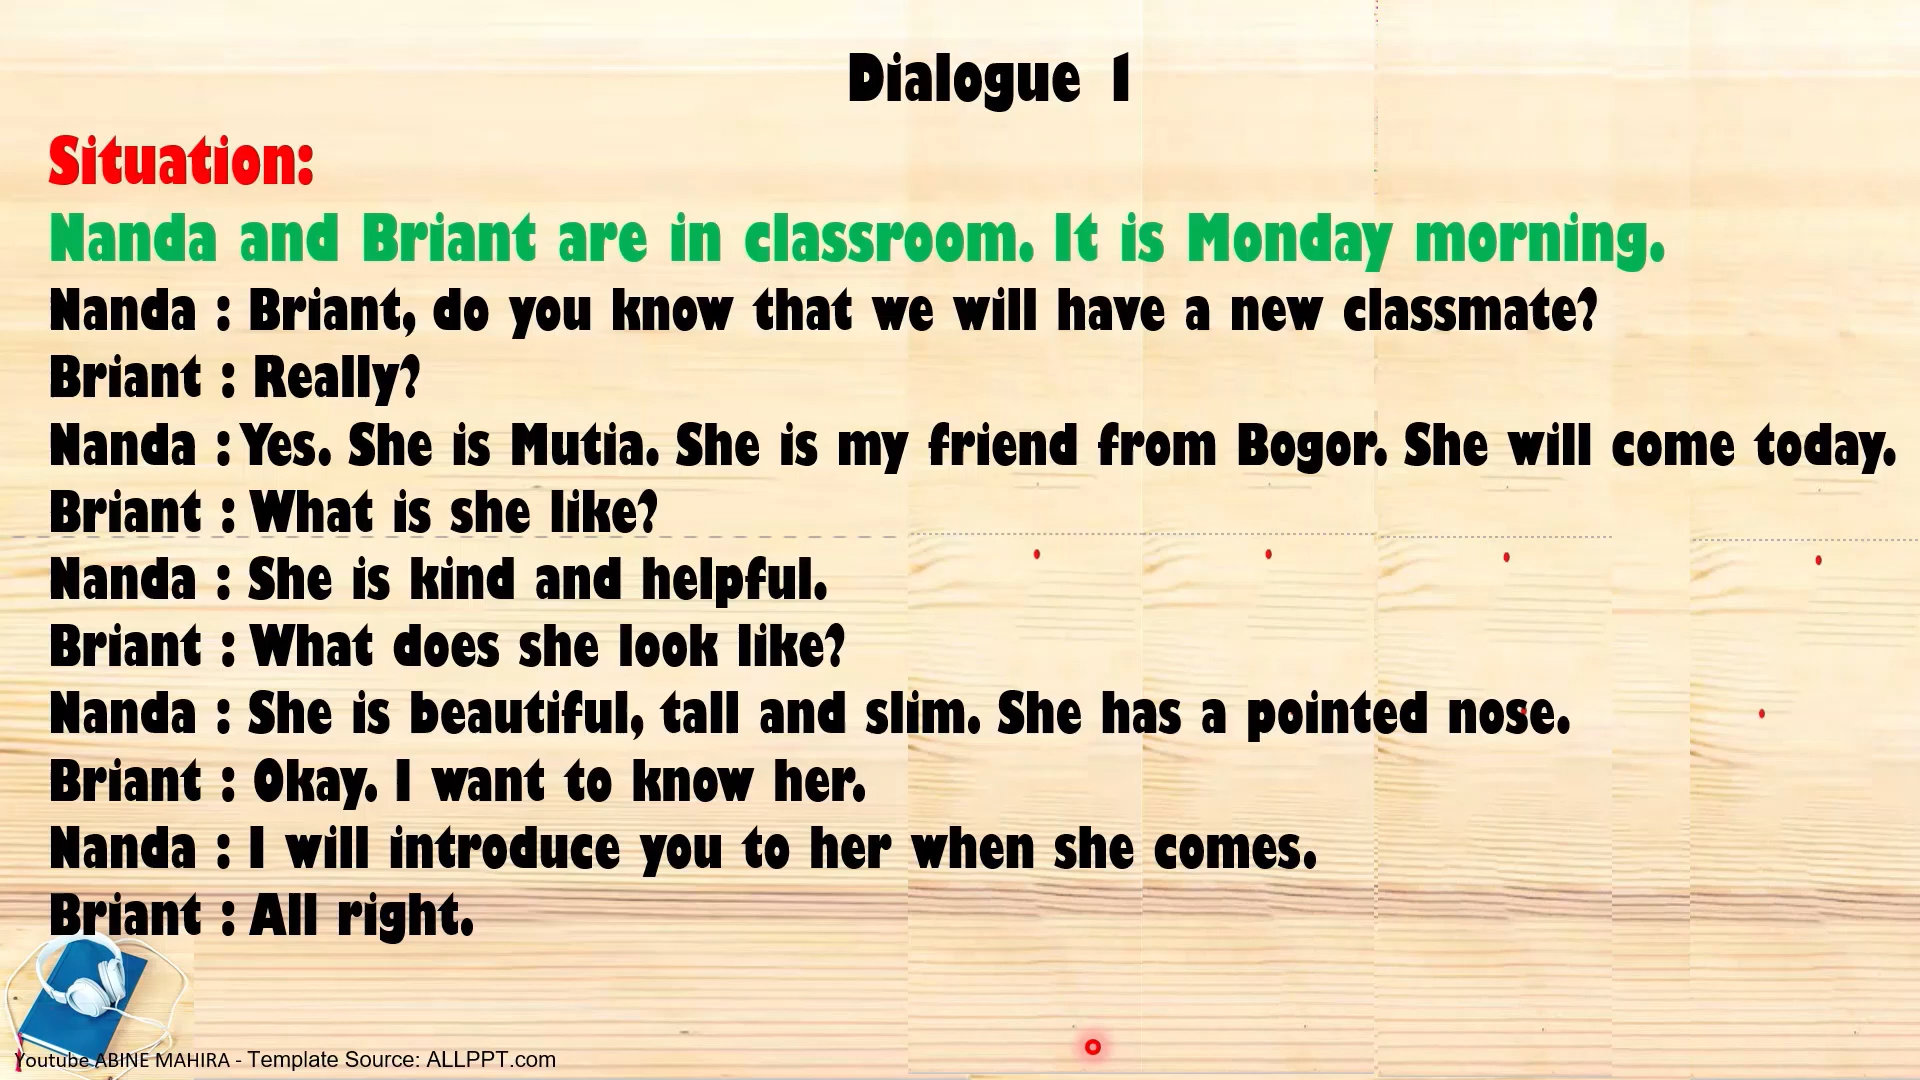 Dialogue 1
Situation:
Nanda and Briant are in classroom. It is Monday morning.
Nanda : Briant, do you know that we will have a new classmate?
Briant : Really?
Nanda : Yes. She is Mutia. She is my friend from Bogor. She will come today.
Briant : What is she like?
Nanda : She is kind and helpful.
Briant : What does she look like?
Nanda : She is beautiful, tall and slim. She has a pointed nose.
Briant : Okay. I want to know her.
Nanda : I will introduce you to her when she comes.
Briant : All right.
Youtube ABINE MAHIRA - Template Source: ALLPPT.com